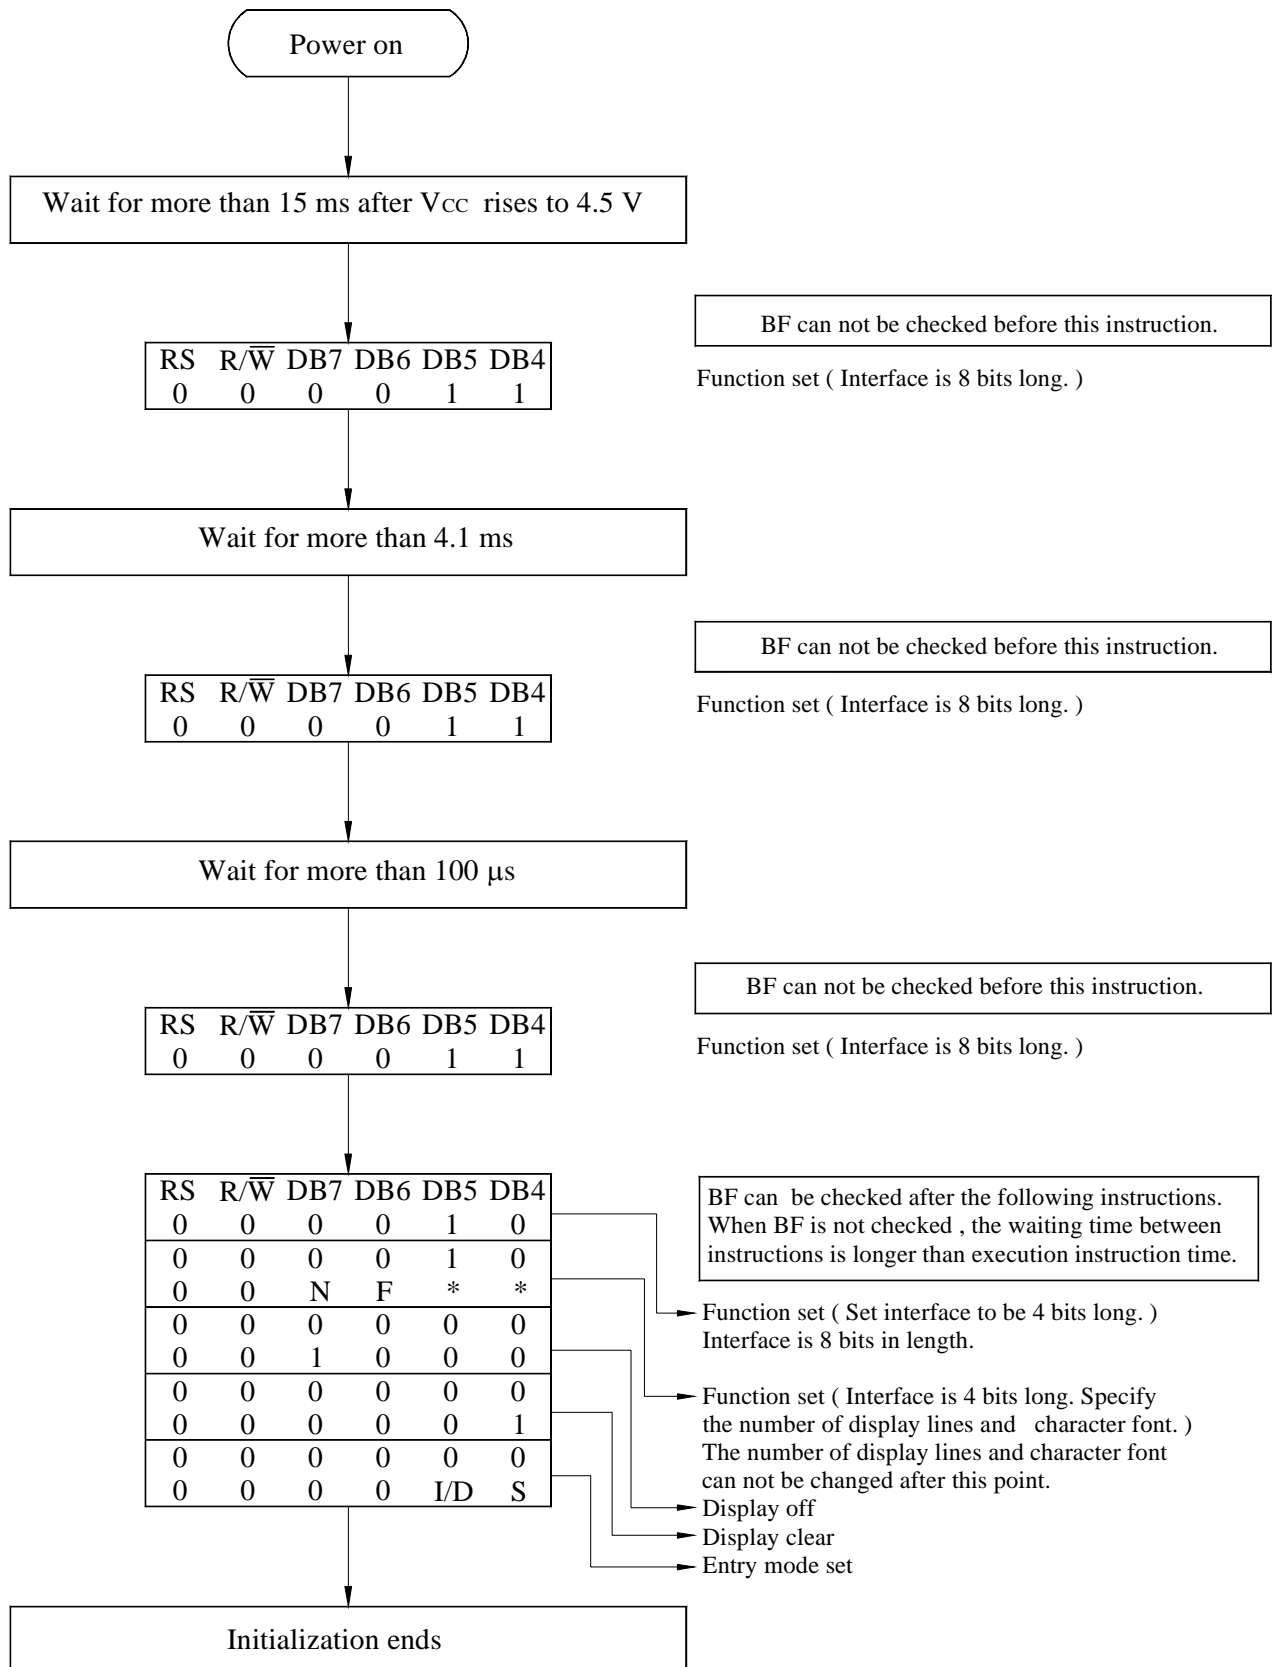 Power on
Wait for more than 15 ms after Vcc rises to 4.5 V
BF can not be checked before this instruction.
RS R/W̅ DB7 DB6 DB5 DB4
0 0 0 0 1 1
Function set ( Interface is 8 bits long. )
Wait for more than 4.1 ms
BF can not be checked before this instruction.
RS R/W̅ DB7 DB6 DB5 DB4
0 0 0 0 1 1
Function set ( Interface is 8 bits long. )
Wait for more than 100 µs
BF can not be checked before this instruction.
RS R/W̅ DB7 DB6 DB5 DB4
0 0 0 0 1 1
Function set ( Interface is 8 bits long. )
RS R/W̅ DB7 DB6 DB5 DB4
0 0 0 0 1 0
0 0 0 0 1 0
0 0 N F * *
0 0 0 0 0 0
0 0 1 0 0 0
0 0 0 0 0 0
0 0 0 0 0 1
0 0 0 0 0 0
0 0 0 0 I/D S
BF can be checked after the following instructions.
When BF is not checked , the waiting time between
instructions is longer than execution instruction time.
Function set ( Set interface to be 4 bits long. )
Interface is 8 bits in length.
Function set ( Interface is 4 bits long. Specify
the number of display lines and character font. )
The number of display lines and character font
can not be changed after this point.
Display off
Display clear
Entry mode set
Initialization ends